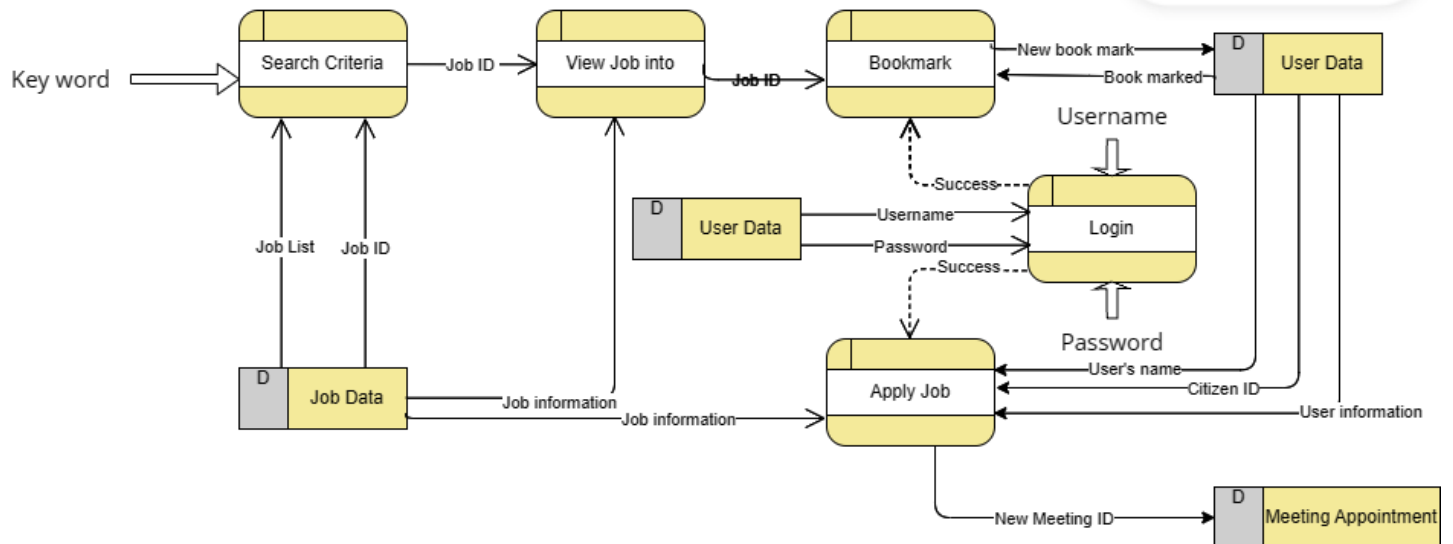 Search Criteria
View Job into
Bookmark
D
User Data
Key word
Job ID
Job ID
New book mark
Book marked
Username
Success
D
User Data
Username
Password
Login
Success
Job List
Job ID
Password
D
Job Data
Job information
Job information
Apply Job
User's name
Citizen ID
User information
New Meeting ID
D
Meeting Appointment